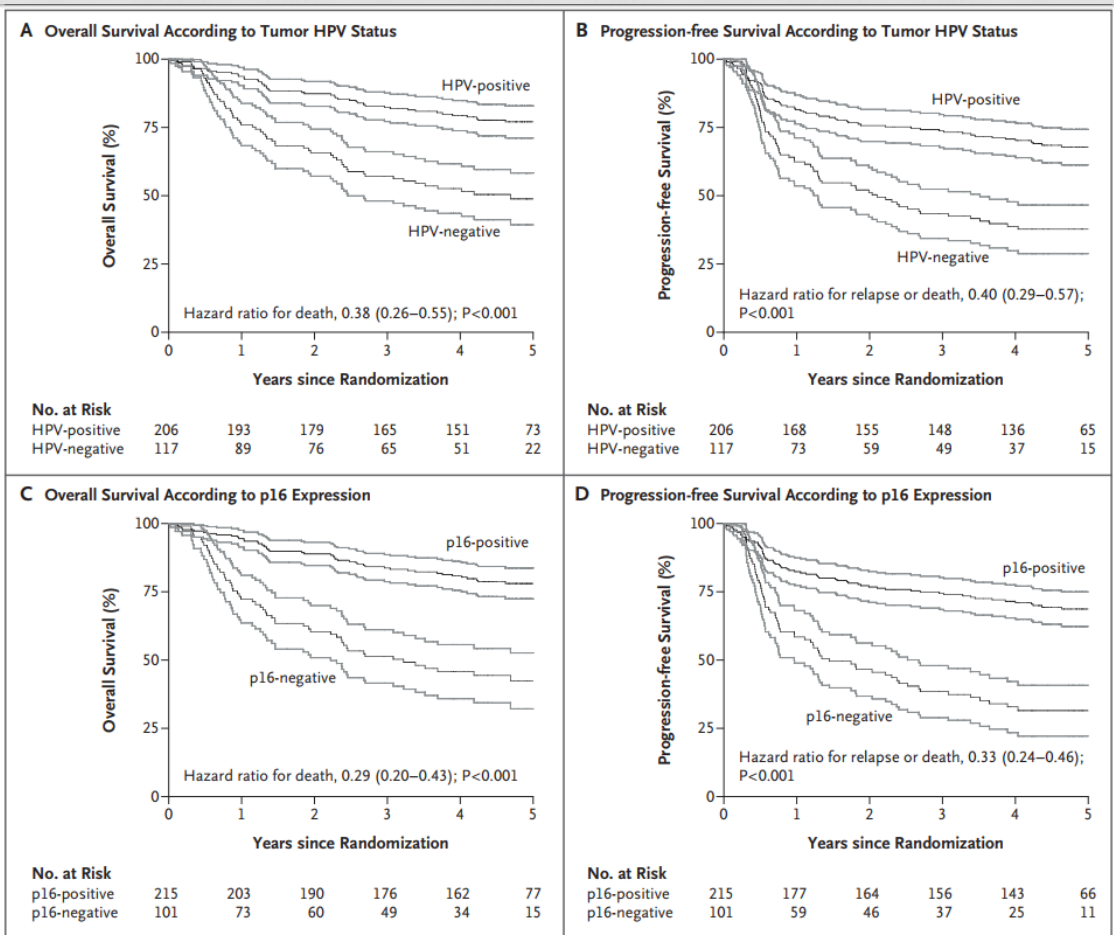 A Overall Survival According to Tumor HPV Status
100
75
50
25
0
Overall Survival (%)
HPV-positive
HPV-negative
Hazard ratio for death, 0.38 (0.26–0.55); P<0.001
0 1 2 3 4 5
Years since Randomization
No. at Risk
HPV-positive 206 193 179 165 151 73
HPV-negative 117 89 76 65 51 22
B Progression-free Survival According to Tumor HPV Status
100
75
50
25
0
Progression-free Survival (%)
HPV-positive
HPV-negative
Hazard ratio for relapse or death, 0.40 (0.29–0.57);
P<0.001
0 1 2 3 4 5
Years since Randomization
No. at Risk
HPV-positive 206 168 155 148 136 65
HPV-negative 117 73 59 49 37 15
C Overall Survival According to p16 Expression
100
75
50
25
0
Overall Survival (%)
p16-positive
p16-negative
Hazard ratio for death, 0.29 (0.20–0.43); P<0.001
0 1 2 3 4 5
Years since Randomization
No. at Risk
p16-positive 215 203 190 176 162 77
p16-negative 101 73 60 49 34 15
D Progression-free Survival According to p16 Expression
100
75
50
25
0
Progression-free Survival (%)
p16-positive
p16-negative
Hazard ratio for relapse or death, 0.33 (0.24–0.46);
P<0.001
0 1 2 3 4 5
Years since Randomization
No. at Risk
p16-positive 215 177 164 156 143 66
p16-negative 101 59 46 37 25 11